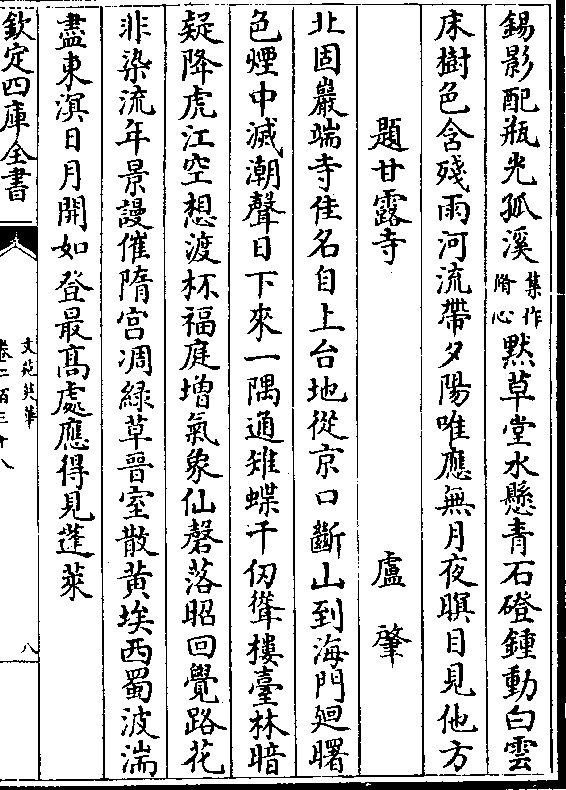 錫影配瓶光孤溪集作脩心黙草堂水懸青石磴鍾動白雲
床樹色含殘雨河流帶夕陽唯應無月夜瞑目見他方
題甘露寺 盧肇
北固巖端寺佳名自上台地從京口斷山到海門廻曙
色煙中滅潮聲日下來一隅通雉蝶千仞聳樓臺林暗
疑降虎江空想渡杯福庭增氣象仙磬落昭回覺路花
非染流年景謾催隋宫凋緑草晉室散黄埃西蜀波湍
盡東溟日月開如登最髙處應得見蓬萊
欽定四庫全書
文苑英華
卷二百三十八
八